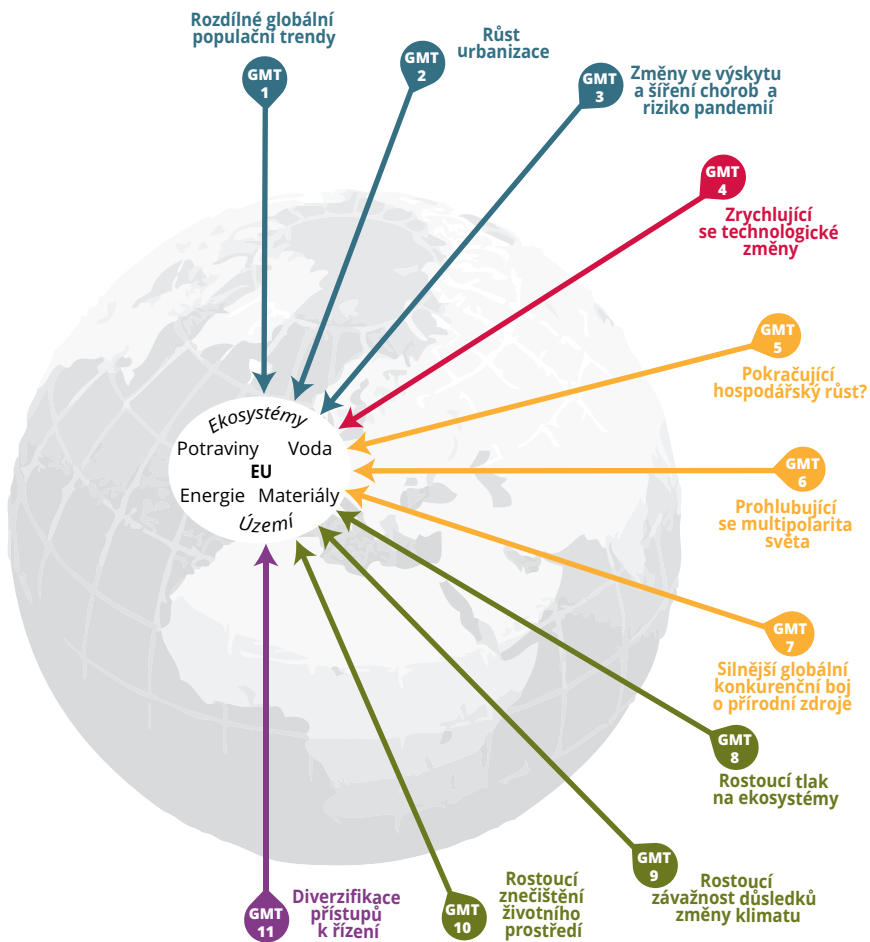 Rozdílné globální
populační trendy
GMT
1
Růst
urbanizace
GMT
2
Změny ve výskytu
a šíření chorob a
riziko pandemií
GMT
3
GMT
4
Zrychlující
se technologické
změny
GMT
5
Pokračující
hospodářský růst?
GMT
6
Prohlubující
se multipolarita
světa
GMT
7
Silnější globální
konkurenční boj
o přírodní zdroje
GMT
8
Rostoucí tlak
na ekosystémy
GMT
9
Rostoucí
závažnost důsledků
změny klimatu
GMT
10
Rostoucí
znečištění
životního
prostředí
GMT
11
Diverzifikace
přístupů
k řízení
Ekosystémy
Potraviny Voda
EU
Energie Materiály
Území